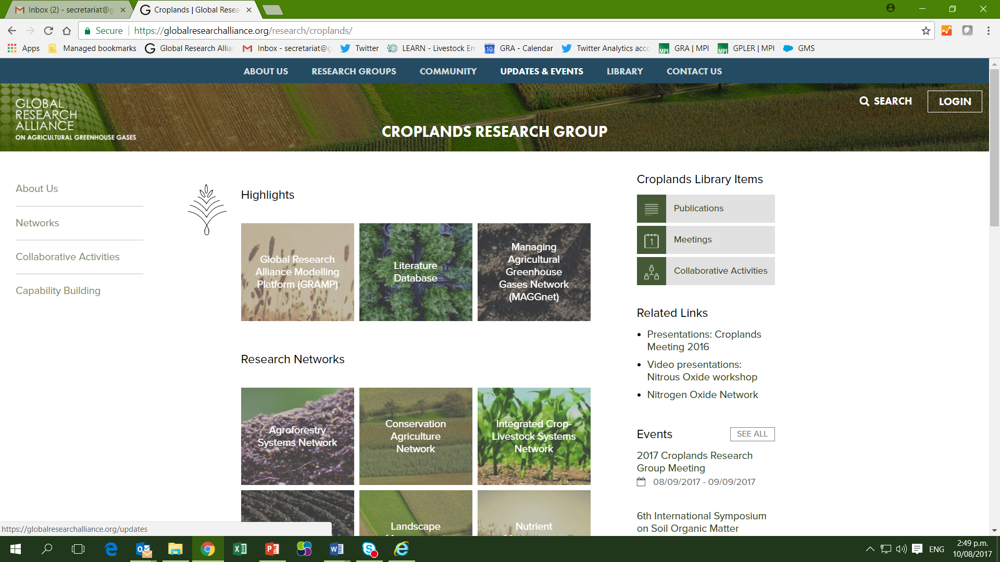 Inbox (2) - secretariat@g
Croplands | Global Resea
Secure
https://globalresearchalliance.org/research/croplands/
Apps
Managed bookmarks
Global Research Allia
Inbox - secretariat@g
Twitter
LEARN - Livestock Em
10
GRA - Calendar
Twitter Analytics acco
MPI
GRA | MPI
MPI
GPLER | MPI
GMS
ABOUT US
RESEARCH GROUPS
COMMUNITY
UPDATES & EVENTS
LIBRARY
CONTACT US
GLOBAL
RESEARCH
ALLIANCE
ON AGRICULTURAL GREENHOUSE GASES
SEARCH
LOGIN
CROPLANDS RESEARCH GROUP
About Us
Networks
Collaborative Activities
Capability Building
Highlights
Global Research
Alliance Modelling
Platform (GRAMP)
Literature
Database
Managing
Agricultural
Greenhouse
Gases Network
(MAGGnet)
Research Networks
Agroforestry
Systems Network
Conservation
Agriculture
Network
Integrated Crop-
Livestock Systems
Network
Landscape
Nutrient
Croplands Library Items
Publications
1
Meetings
Collaborative Activities
Related Links
Presentations: Croplands
Meeting 2016
Video presentations:
Nitrous Oxide workshop
Nitrogen Oxide Network
Events
SEE ALL
2017 Croplands Research
Group Meeting
08/09/2017 - 09/09/2017
6th International Symposium
on Soil Organic Matter
https://globalresearchalliance.org/updates
ENG
2:49 p.m.
10/08/2017